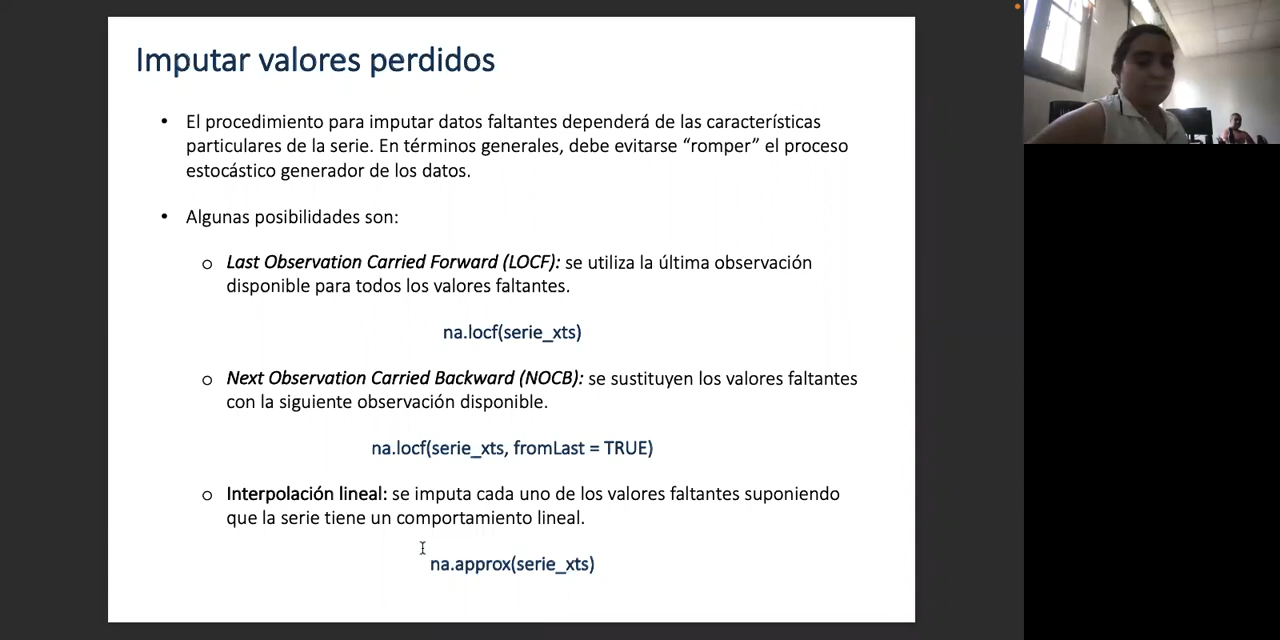 Imputar valores perdidos
• El procedimiento para imputar datos faltantes dependerá de las características
particulares de la serie. En términos generales, debe evitarse “romper” el proceso
estocástico generador de los datos.
• Algunas posibilidades son:
o Last Observation Carried Forward (LOCF): se utiliza la última observación
disponible para todos los valores faltantes.
na.locf(serie_xts)
o Next Observation Carried Backward (NOCB): se sustituyen los valores faltantes
con la siguiente observación disponible.
na.locf(serie_xts, fromLast = TRUE)
o Interpolación lineal: se imputa cada uno de los valores faltantes suponiendo
que la serie tiene un comportamiento lineal.
na.approx(serie_xts)